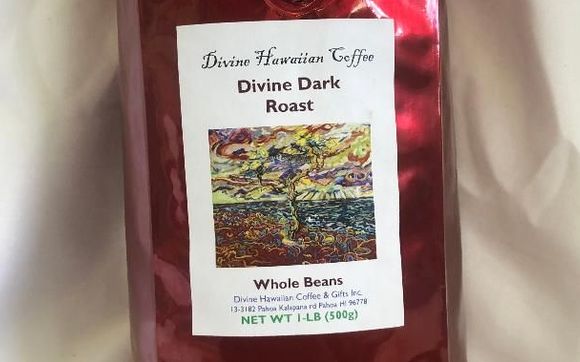 Divine Hawaiian Coffee
Divine Dark
Roast
Whole Beans
Divine Hawaiian Coffee & Gifts Inc.
13-3182 Pahoa Kalapana rd Pahoa HI 96778
NET WT 1-LB (500g)